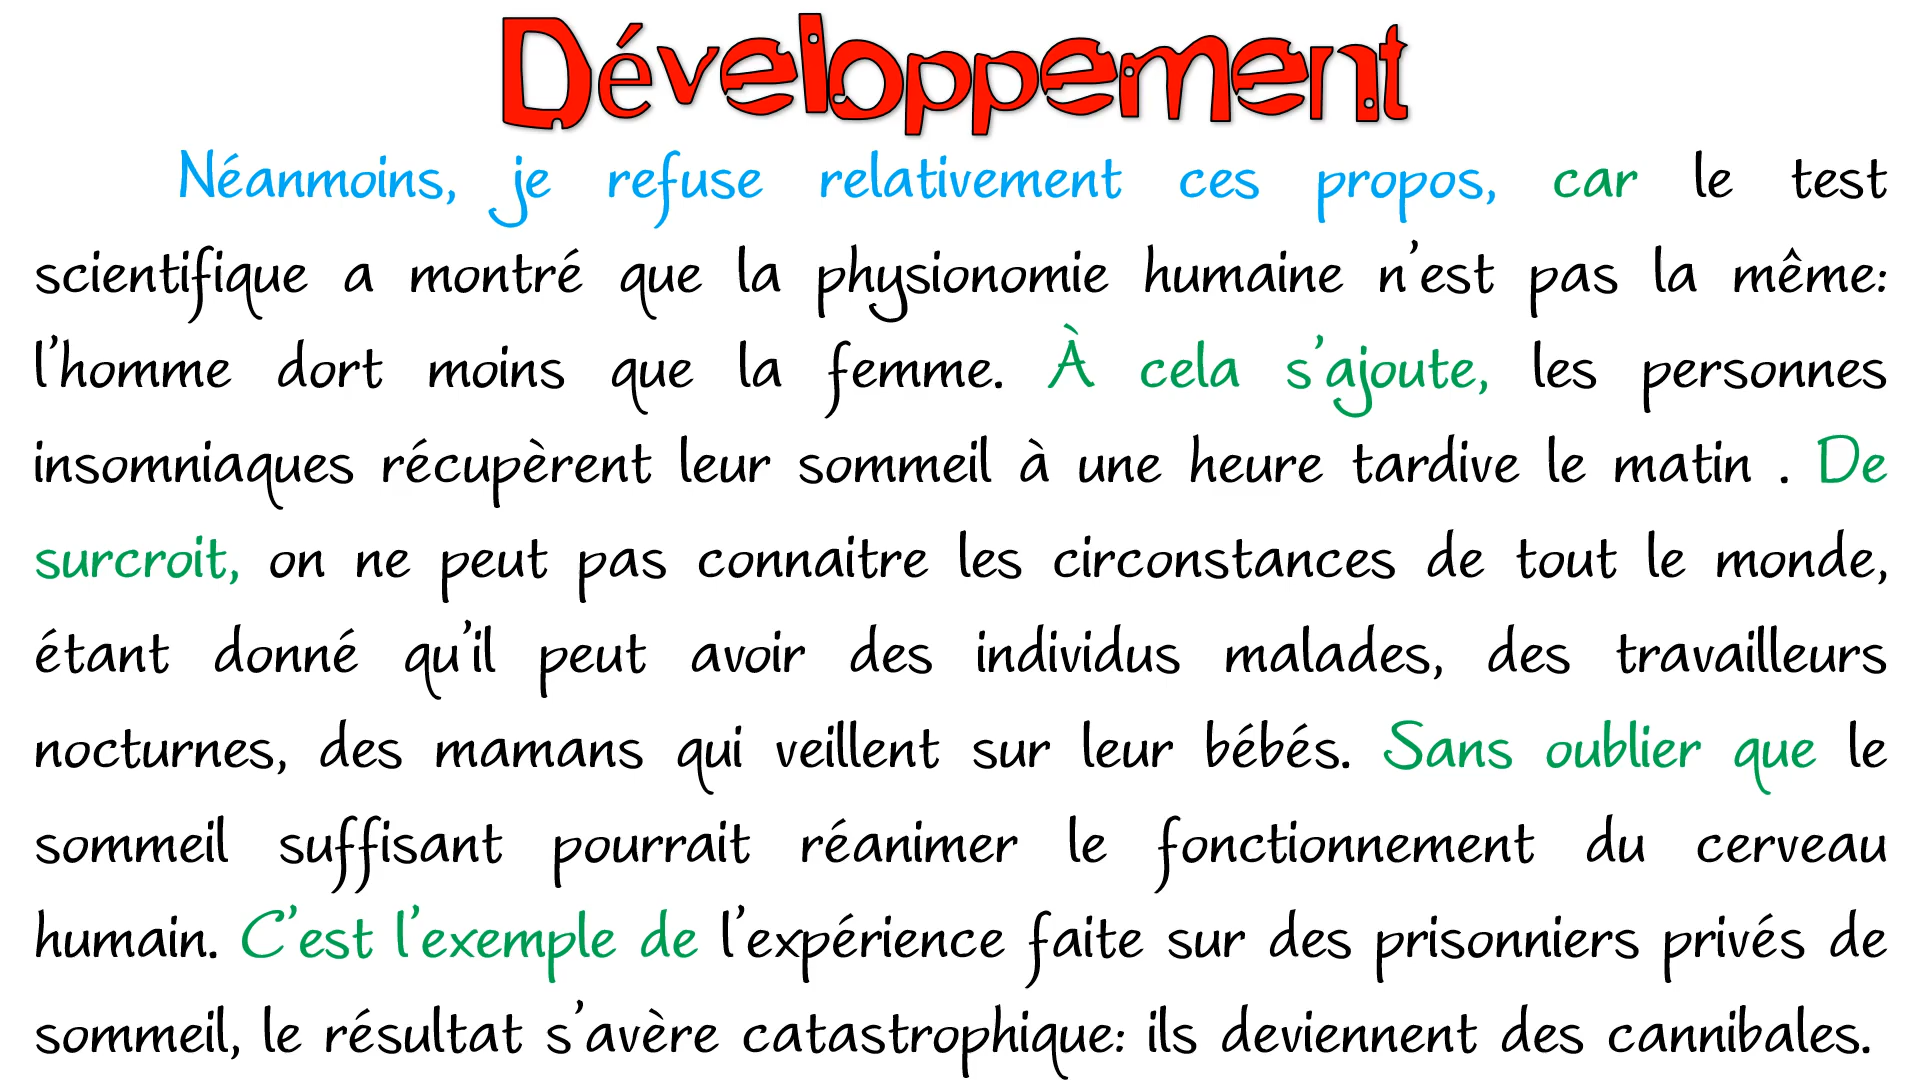 Développement
Néanmoins, je refuse relativement ces propos, car le test
scientifique a montré que la physionomie humaine n'est pas la même:
l'homme dort moins que la femme. À cela s'ajoute, les personnes
insomniaques récupèrent leur sommeil à une heure tardive le matin . De
surcroit, on ne peut pas connaitre les circonstances de tout le monde,
étant donné qu'il peut avoir des individus malades, des travailleurs
nocturnes, des mamans qui veillent sur leur bébés. Sans oublier que le
sommeil suffisant pourrait réanimer le fonctionnement du cerveau
humain. C'est l'exemple de l'expérience faite sur des prisonniers privés de
sommeil, le résultat s'avère catastrophique: ils deviennent des cannibales.